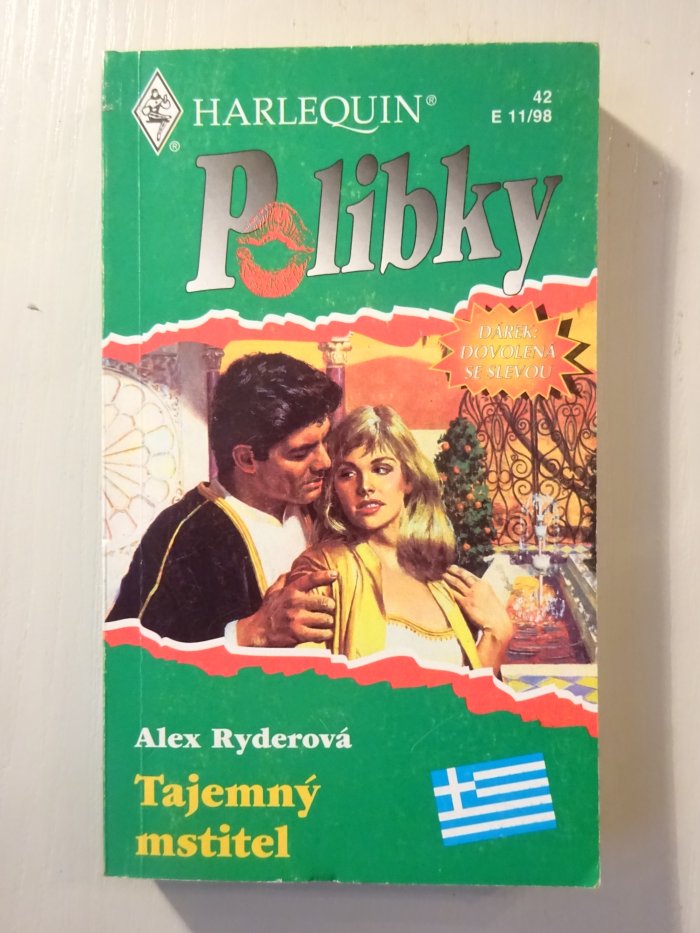 HARLEQUIN®
®
42
E 11/98
Polibky
DÁREK:
DOVOLENÁ
SE SLEVOU
Alex Ryderová
Tajemný
mstitel